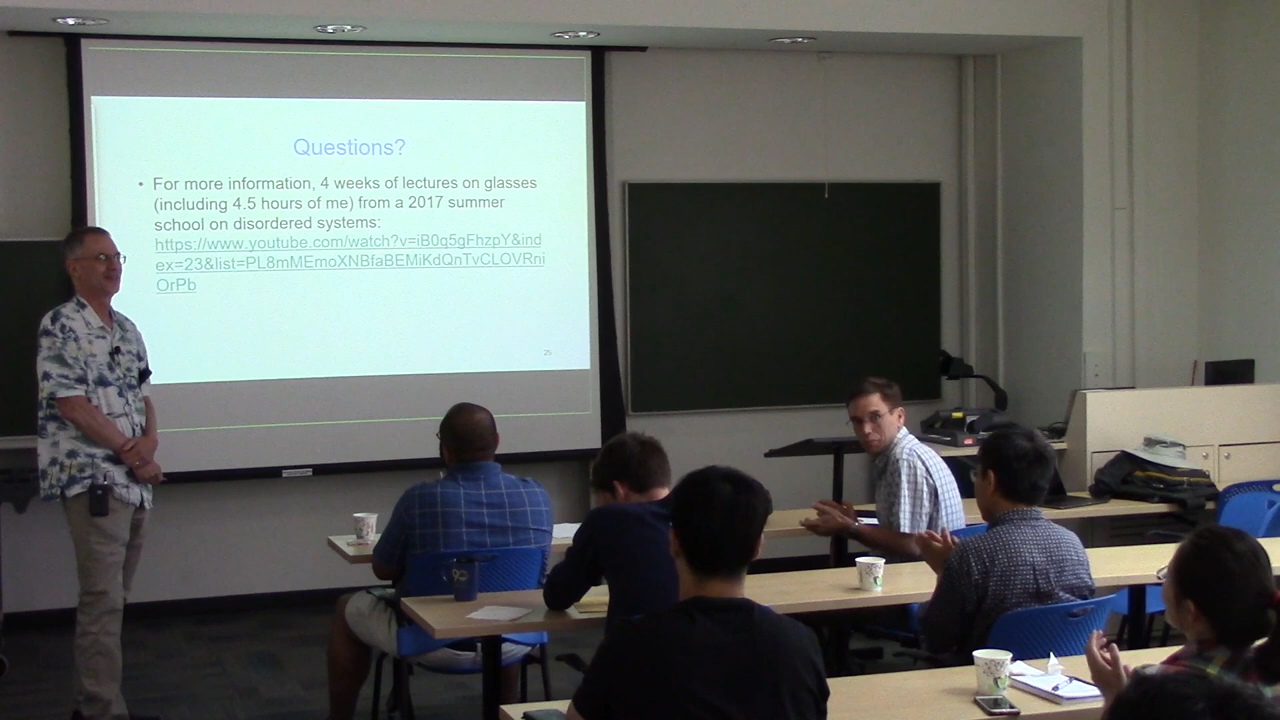 Questions?
• For more information, 4 weeks of lectures on glasses
(including 4.5 hours of me) from a 2017 summer
school on disordered systems:
https://www.youtube.com/watch?v=iB0q5gFhzpY&ind
ex=23&list=PL8mMEmoXNBfaBEMiKdQnTvCLOVRni
OrPb
25